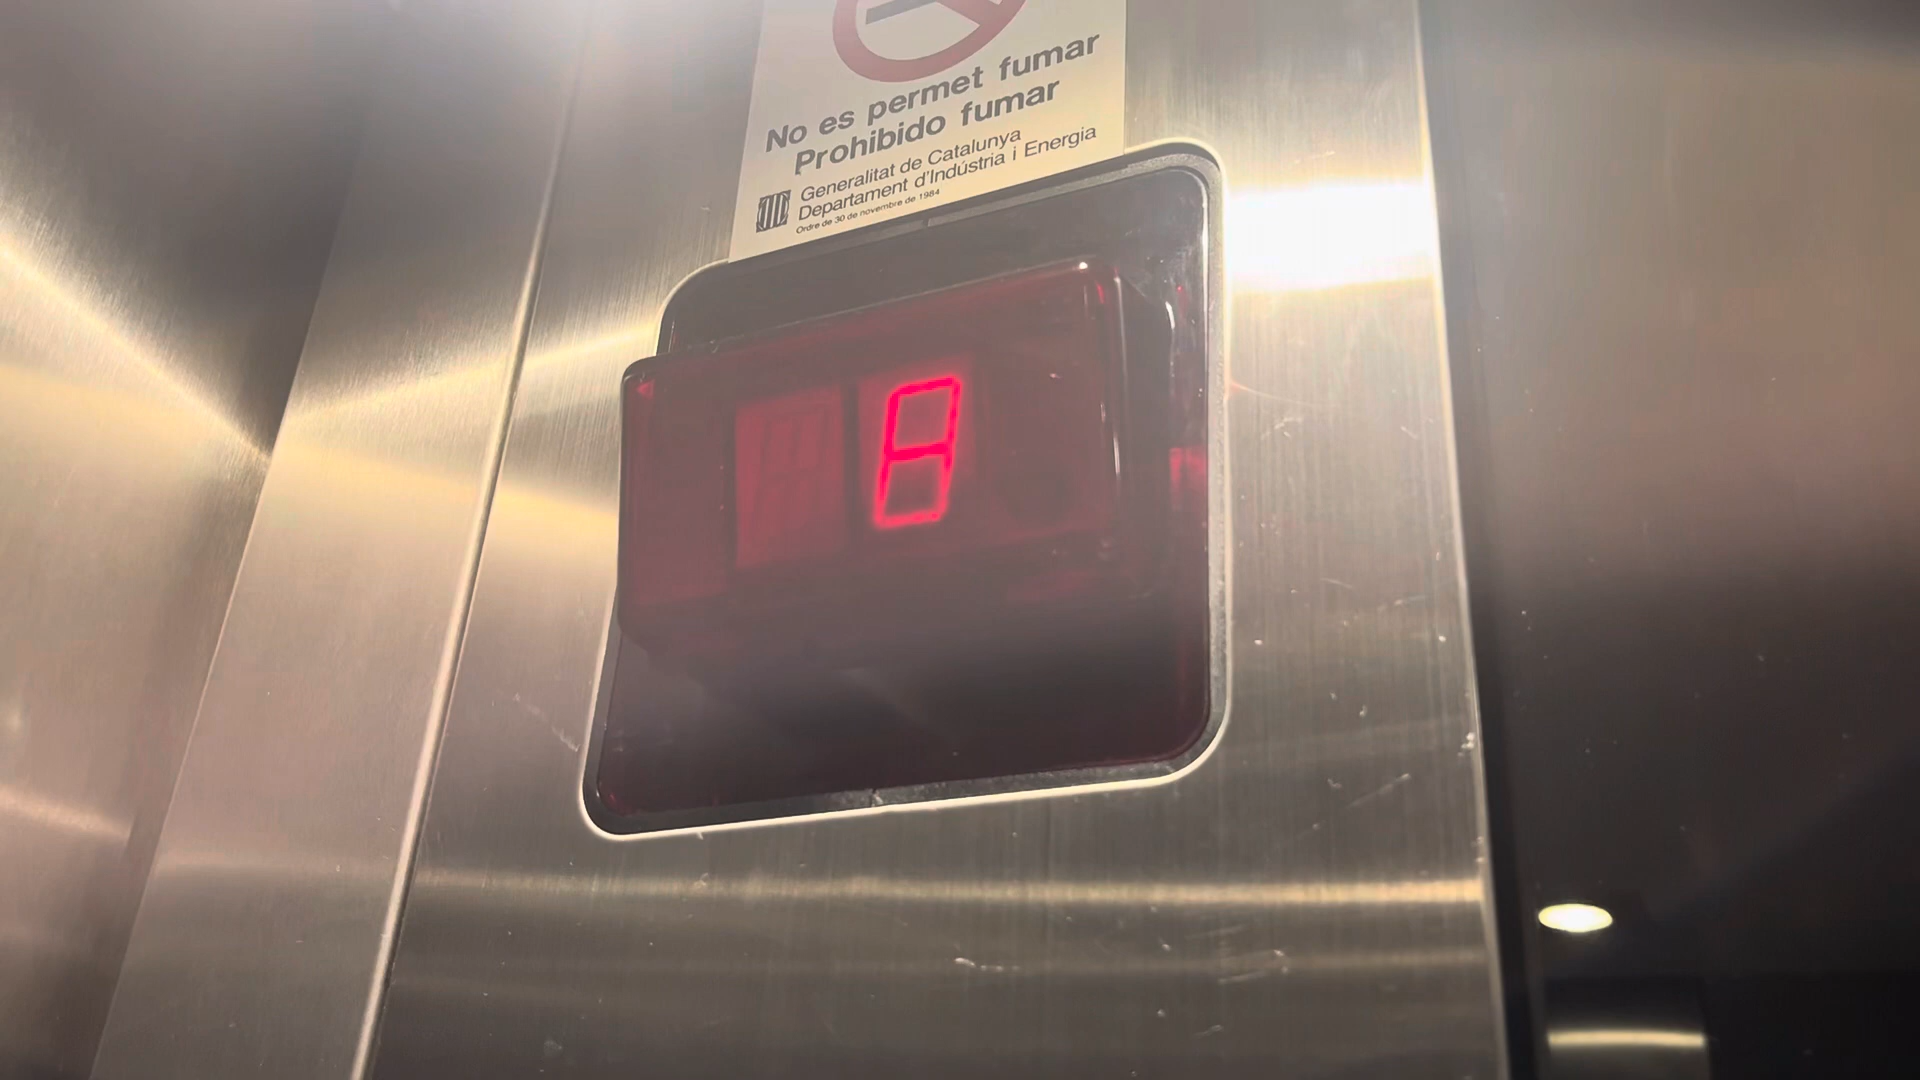 No es permet fumar
Prohibido fumar
Generalitat de Catalunya
Departament d'Indústria i Energia
Ordre de 30 de novembre de 1984
8